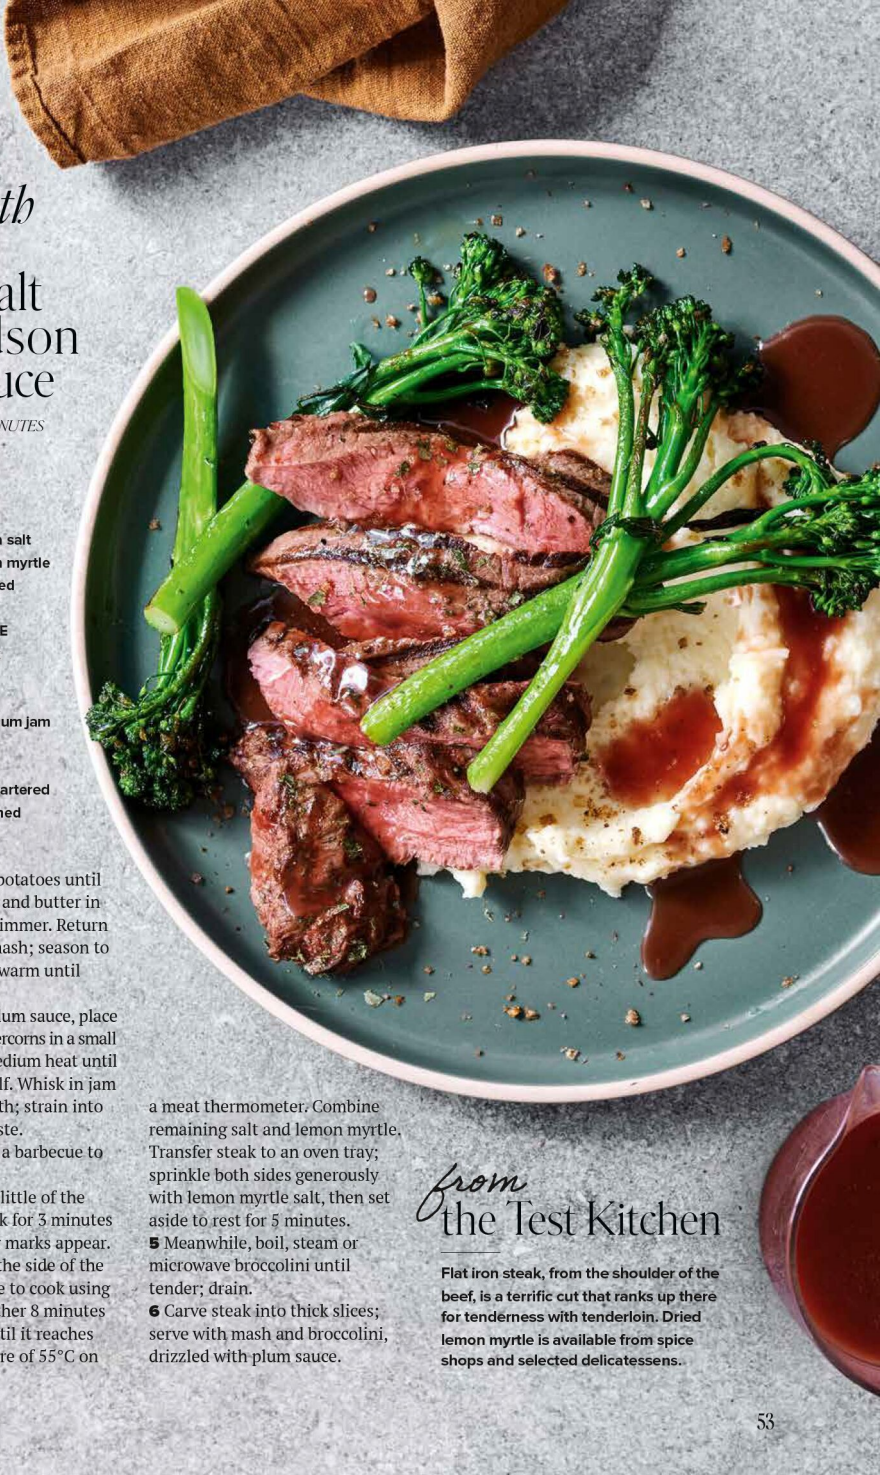 th
alt
dson
uce
NUTES
salt
myrtle
ed
E
um jam
artered
ned
potatoes until
and butter in
immer. Return
ash; season to
warm until
um sauce, place
ercorns in a small
edium heat until
lf. Whisk in jam
th; strain into
ste.
a barbecue to
little of the
k for 3 minutes
marks appear.
the side of the
e to cook using
ther 8 minutes
til it reaches
re of 55°C on
a meat thermometer. Combine
remaining salt and lemon myrtle.
Transfer steak to an oven tray;
sprinkle both sides generously
with lemon myrtle salt, then set
aside to rest for 5 minutes.
5 Meanwhile, boil, steam or
microwave broccolini until
tender; drain.
6 Carve steak into thick slices;
serve with mash and broccolini,
drizzled with plum sauce.
from
the Test Kitchen
Flat iron steak, from the shoulder of the
beef, is a terrific cut that ranks up there
for tenderness with tenderloin. Dried
lemon myrtle is available from spice
shops and selected delicatessens.
53